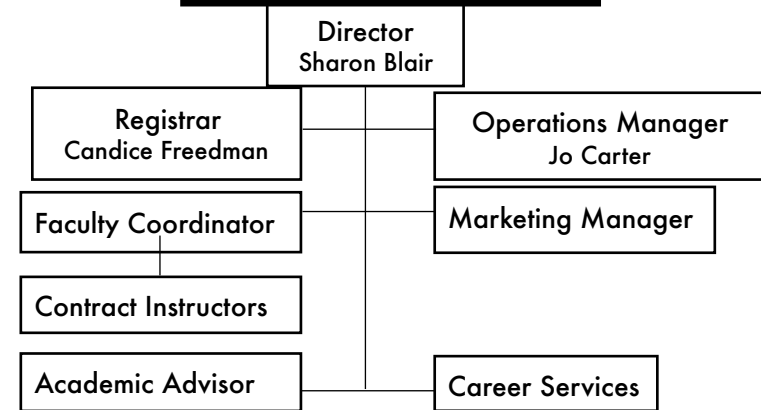 Director
Sharon Blair
Registrar
Candice Freedman
Operations Manager
Jo Carter
Faculty Coordinator
Marketing Manager
Contract Instructors
Academic Advisor
Career Services